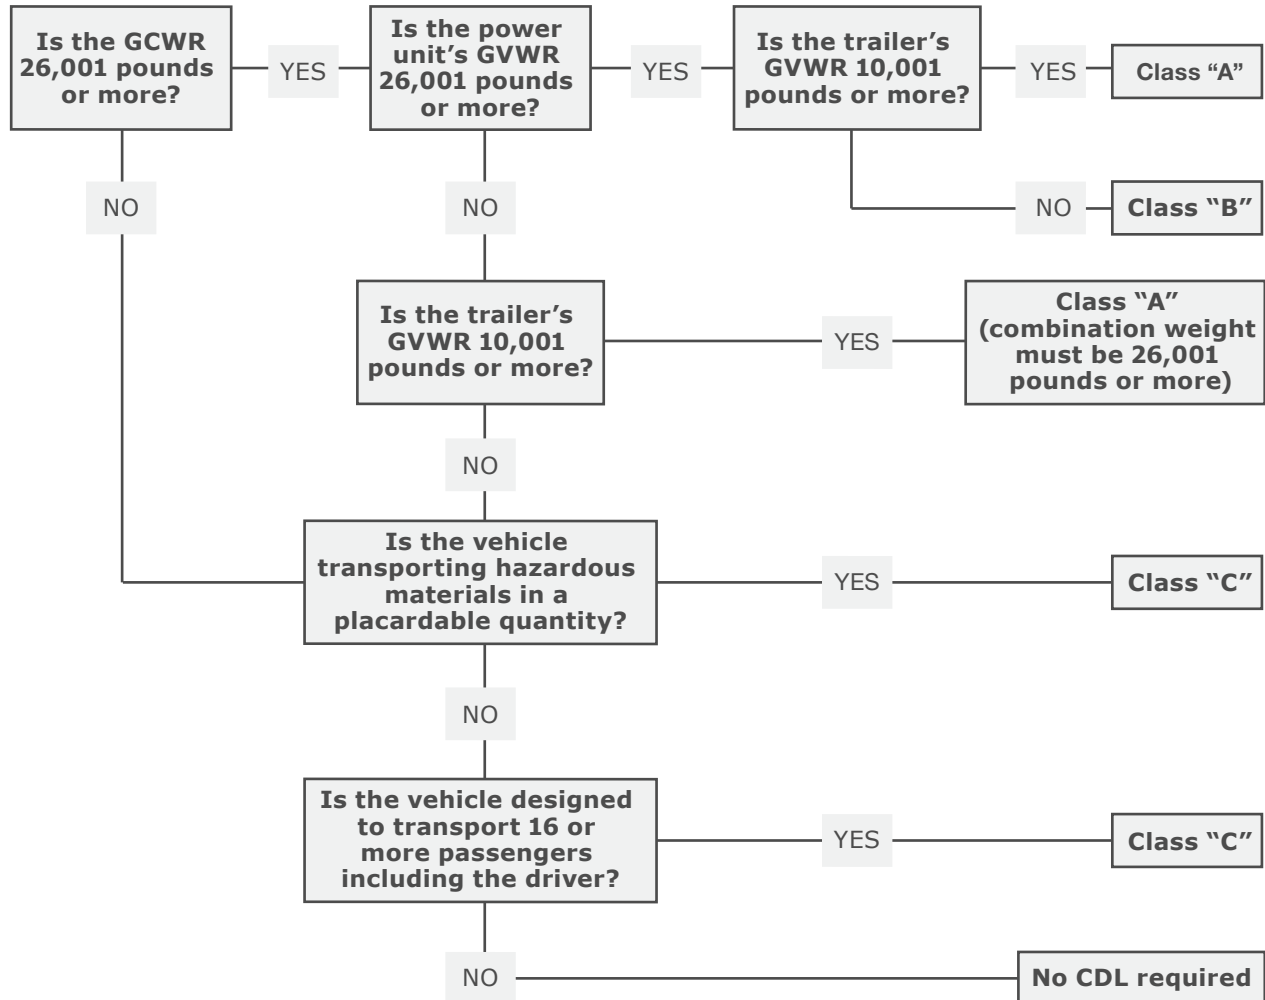 Is the GCWR
26,001 pounds
or more?
YES
Is the power
unit's GVWR
26,001 pounds
or more?
YES
Is the trailer's
GVWR 10,001
pounds or more?
YES
Class “A”
NO
NO
NO
Class “B”
Is the trailer's
GVWR 10,001
pounds or more?
YES
Class “A”
(combination weight
must be 26,001
pounds or more)
NO
Is the vehicle
transporting hazardous
materials in a
placardable quantity?
YES
Class “C”
NO
Is the vehicle designed
to transport 16 or
more passengers
including the driver?
YES
Class “C”
NO
No CDL required